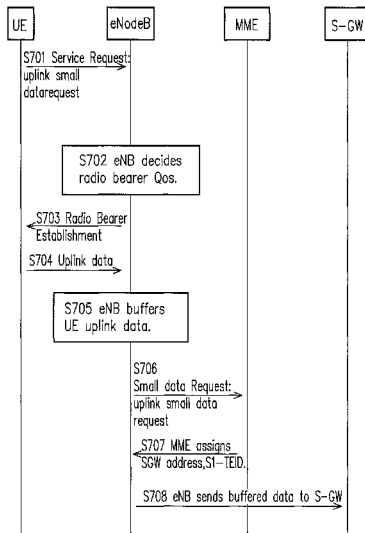 UE
eNodeB
MME
S-GW
S701 Service Request:
uplink small
datarequest
S702 eNB decides
radio bearer Qos.
S703 Radio Bearer
Establishment
S704 Uplink data
S705 eNB buffers
UE uplink data.
S706
Small data Request:
uplink small data
request
S707 MME assigns
SGW address,S1-TEID.
S708 eNB sends buffered data to S-GW